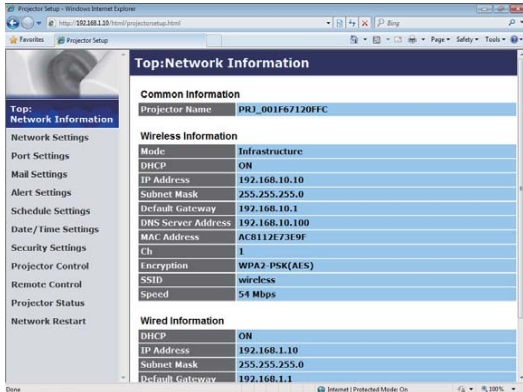 Projector Setup - Windows Internet Explorer
http://192.168.1.10/html/projectorsetup.html
Bing
Favorites Projector Setup Page Safety Tools
Top:Network Information
Common Information
Projector Name PRJ_001F67120FFC
Top:
Network Information
Network Settings
Port Settings
Mail Settings
Alert Settings
Schedule Settings
Date/Time Settings
Security Settings
Projector Control
Remote Control
Projector Status
Network Restart
Wireless Information
Mode Infrastructure
DHCP ON
IP Address 192.168.10.10
Subnet Mask 255.255.255.0
Default Gateway 192.168.10.1
DNS Server Address 192.168.10.100
MAC Address AC8112E73E9F
Ch 1
Encryption WPA2-PSK(AES)
SSID wireless
Speed 54 Mbps
Wired Information
DHCP ON
IP Address 192.168.1.10
Subnet Mask 255.255.255.0
Default Gateway 192.168.1.1
Done Internet | Protected Mode: On 100%